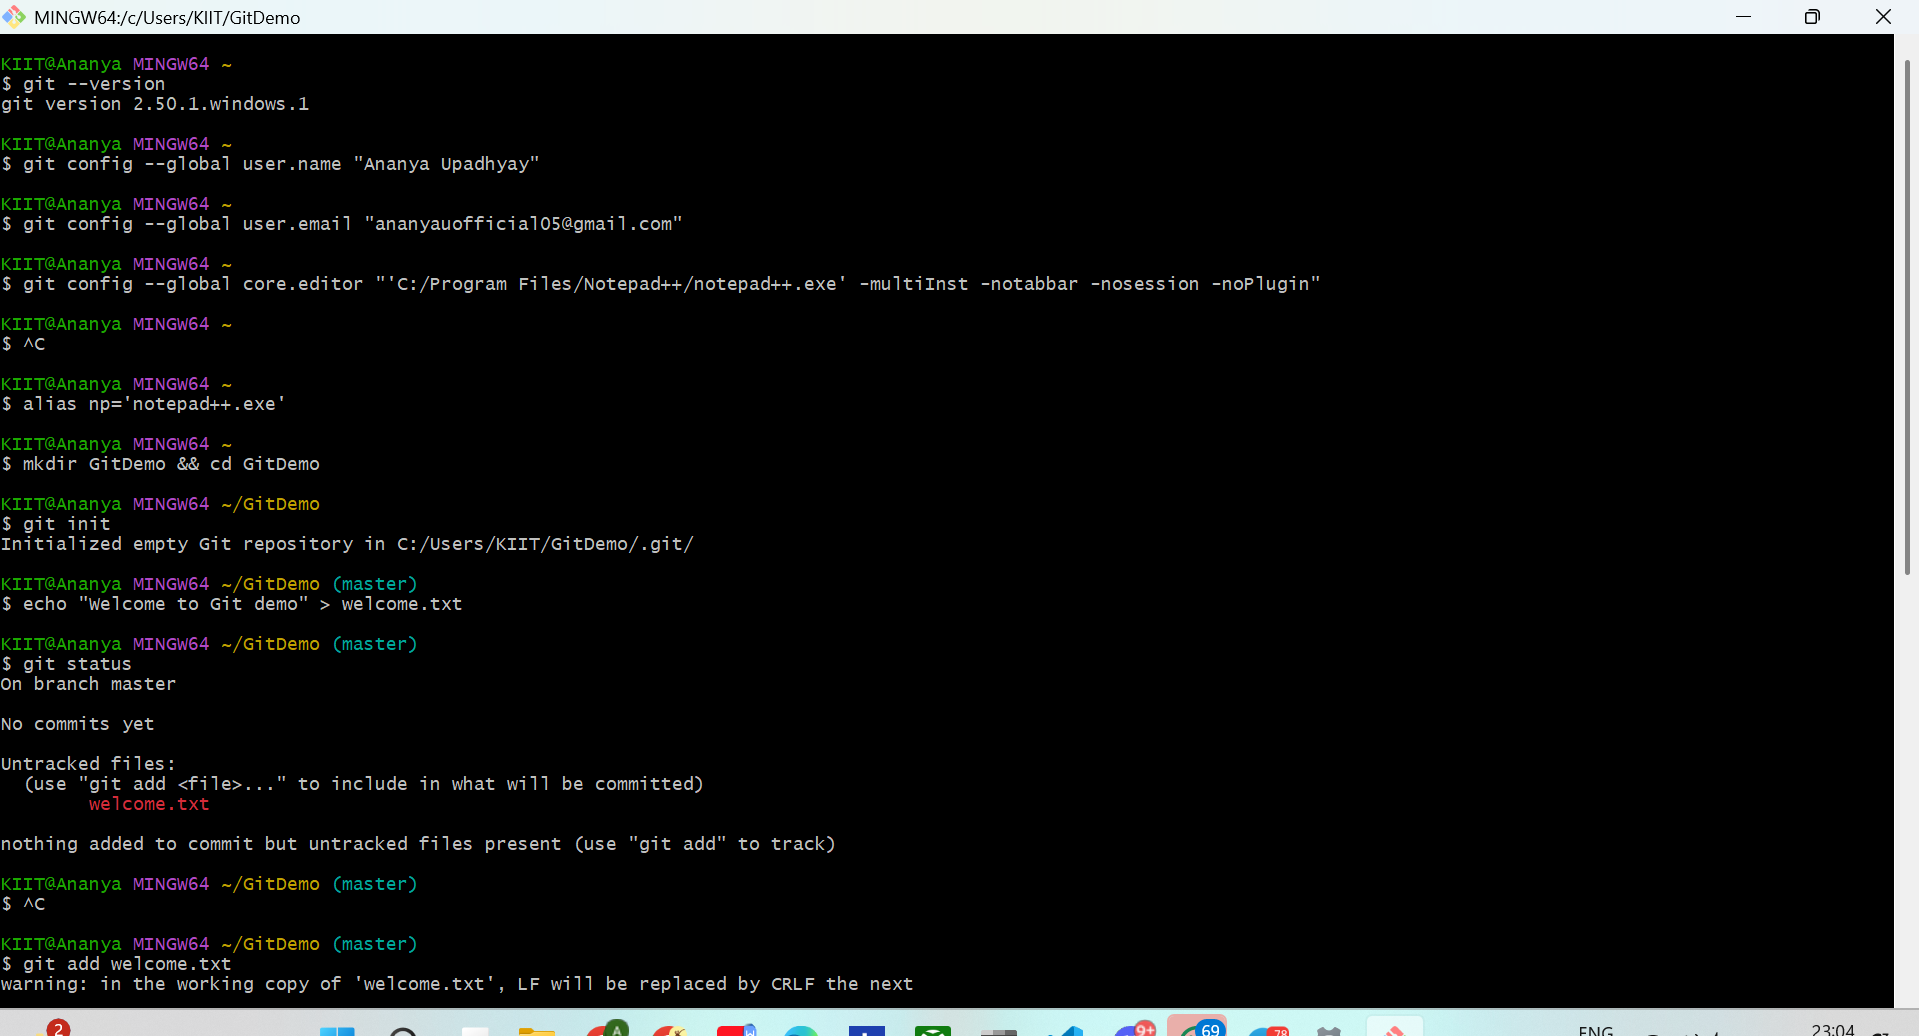 MINGW64:/c/Users/KIIT/GitDemo
KIIT@Ananya MINGW64 ~
$ git --version
git version 2.50.1.windows.1
KIIT@Ananya MINGW64 ~
$ git config --global user.name "Ananya Upadhyay"
KIIT@Ananya MINGW64 ~
$ git config --global user.email "ananyauofficial05@gmail.com"
KIIT@Ananya MINGW64 ~
$ git config --global core.editor "'C:/Program Files/Notepad++/notepad++.exe' -multiInst -notabbar -nosession -noPlugin"
KIIT@Ananya MINGW64 ~
$ ^C
KIIT@Ananya MINGW64 ~
$ alias np='notepad++.exe'
KIIT@Ananya MINGW64 ~
$ mkdir GitDemo && cd GitDemo
KIIT@Ananya MINGW64 ~/GitDemo
$ git init
Initialized empty Git repository in C:/Users/KIIT/GitDemo/.git/
KIIT@Ananya MINGW64 ~/GitDemo (master)
$ echo "Welcome to Git demo" > welcome.txt
KIIT@Ananya MINGW64 ~/GitDemo (master)
$ git status
On branch master
No commits yet
Untracked files:
(use "git add <file>..." to include in what will be committed)
welcome.txt
nothing added to commit but untracked files present (use "git add" to track)
KIIT@Ananya MINGW64 ~/GitDemo (master)
$ ^C
KIIT@Ananya MINGW64 ~/GitDemo (master)
$ git add welcome.txt
warning: in the working copy of 'welcome.txt', LF will be replaced by CRLF the next
2 A 9+ 69 78 ENG 23:04